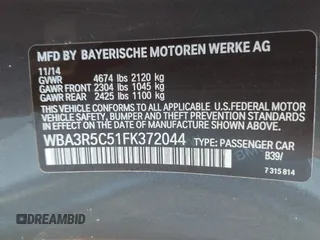 MFD BY BAYERISCHE MOTOREN WERKE AG
11/14
GVWR 4674 lbs 2120 kg
GAWR FRONT 2304 lbs 1045 kg
GAWR REAR 2425 lbs 1100 kg
THIS VEHICLE CONFORMS TO ALL APPLICABLE U.S. FEDERAL MOTOR
VEHICLE SAFETY, BUMPER, AND THEFT PREVENTION STANDARDS
IN EFFECT ON THE DATE OF MANUFACTURE SHOWN ABOVE.
WBA3R5C51FK372044 TYPE: PASSENGER CAR
B39/
7 315 814
DREAMBID